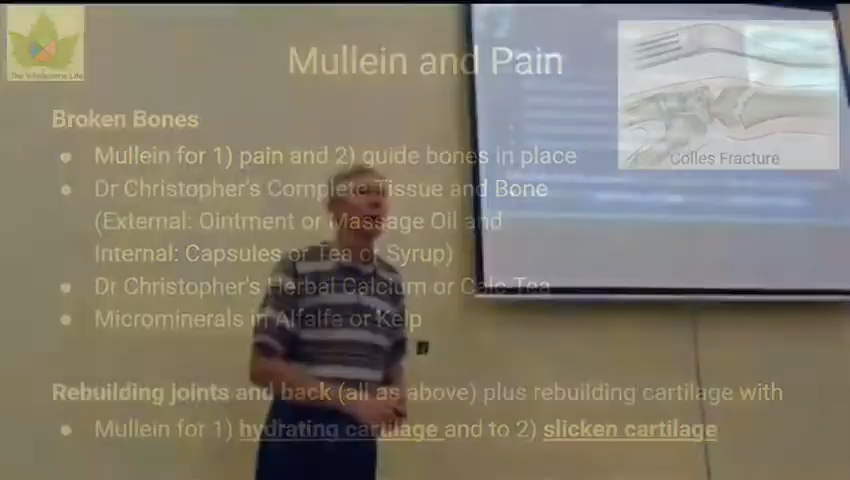 The Wholesome Life
Mullein and Pain
Colles Fracture
Broken Bones
● Mullein for 1) pain and 2) guide bones in place
● Dr Christopher's Complete Tissue and Bone
(External: Ointment or Massage Oil and
Internal: Capsules or Tea or Syrup)
● Dr Christopher's Herbal Calcium or Calc Tea
● Microminerals in Alfalfa or Kelp
Rebuilding joints and back (all as above) plus rebuilding cartilage with
● Mullein for 1) hydrating cartilage and to 2) slicken cartilage